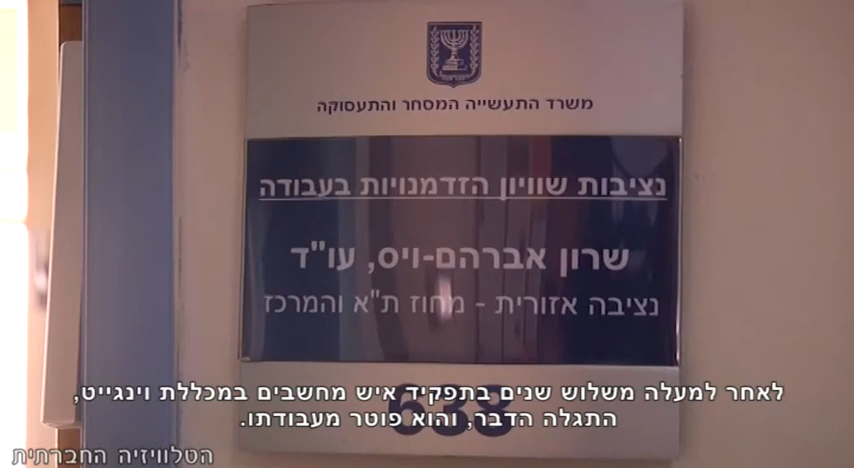 משרד התעשייה המסחר והתעסוקה
נציבות שוויון הזדמנויות בעבודה
שרון אברהם-ויס, עו"ד
נציבה אזורית - מחוז ת"א והמרכז
633
לאחר למעלה משלוש שנים בתפקיד איש מחשבים במכללת וינגייט,
התגלה הדבר, והוא פוטר מעבודתו.
הטלוויזיה החברתית